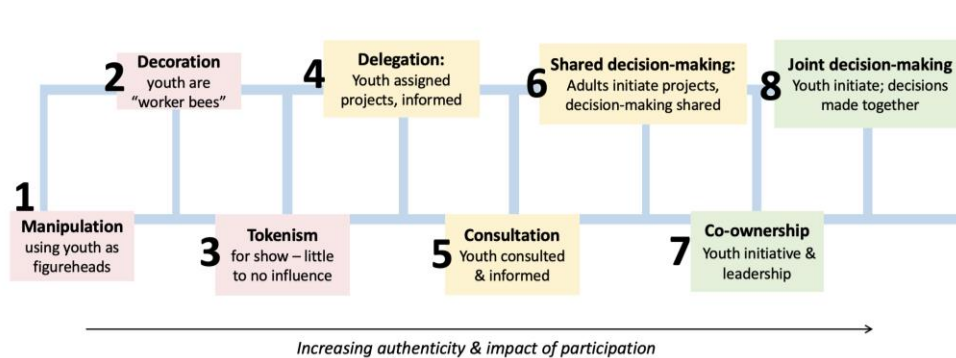 1
Manipulation
using youth as
figureheads
2
Decoration
youth are
“worker bees”
3
Tokenism
for show – little
to no influence
4
Delegation:
Youth assigned
projects, informed
5
Consultation
Youth consulted
& informed
6
Shared decision-making:
Adults initiate projects,
decision-making shared
7
Co-ownership
Youth initiative &
leadership
8
Joint decision-making
Youth initiate; decisions
made together
Increasing authenticity & impact of participation